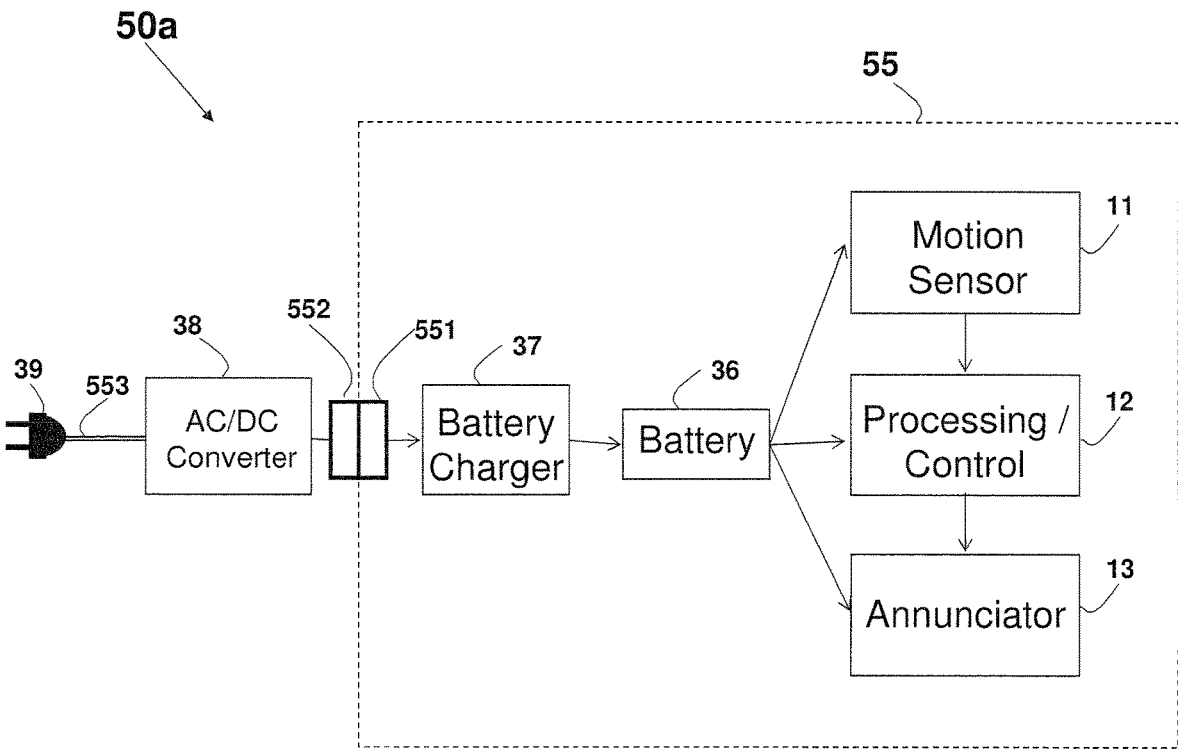 50a
55
11
Motion
Sensor
552
551
38
37
36
39
553
AC/DC
Converter
Battery
Charger
Battery
Processing /
Control
12
13
Annunciator